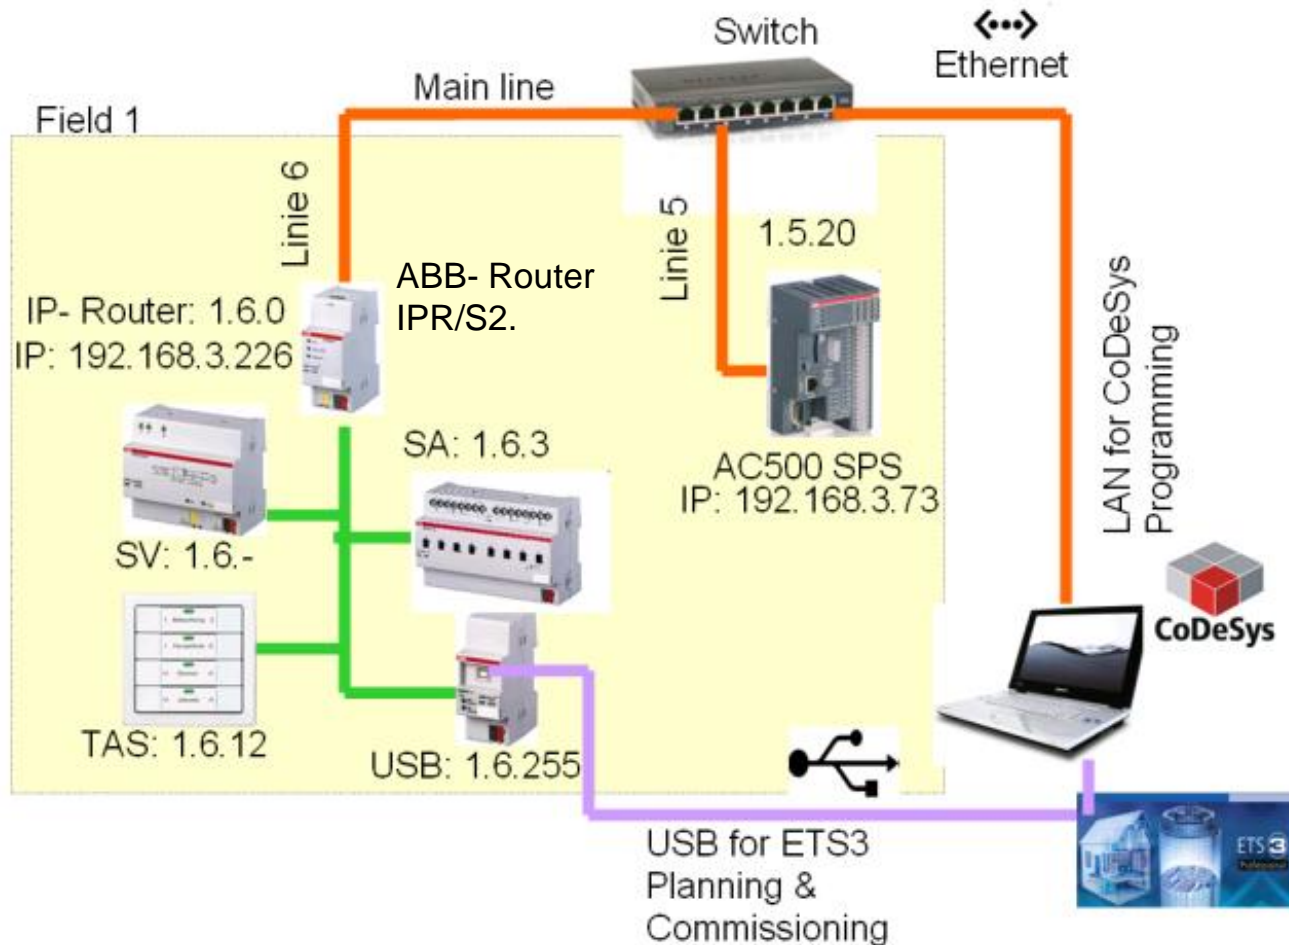 Switch
Ethernet
Main line
Field 1
Linie 6
Linie 5
1.5.20
ABB- Router
IPR/S2.
IP- Router: 1.6.0
IP: 192.168.3.226
SA: 1.6.3
AC500 SPS
IP: 192.168.3.73
LAN for CoDeSys
Programming
SV: 1.6.-
CoDeSys
TAS: 1.6.12
USB: 1.6.255
USB for ETS3
Planning &
Commissioning
ETS 3
Professional